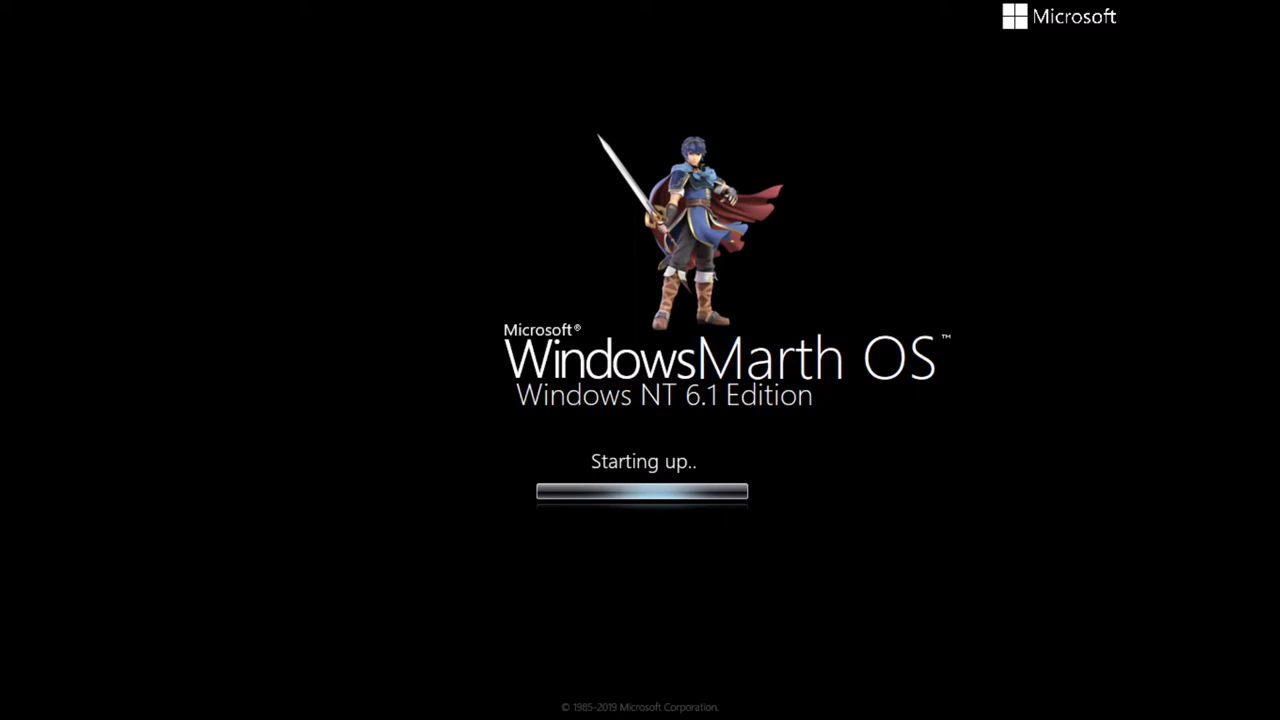 Microsoft
Microsoft®
WindowsMarth OS™
Windows NT 6.1 Edition
Starting up..
© 1985-2019 Microsoft Corporation.